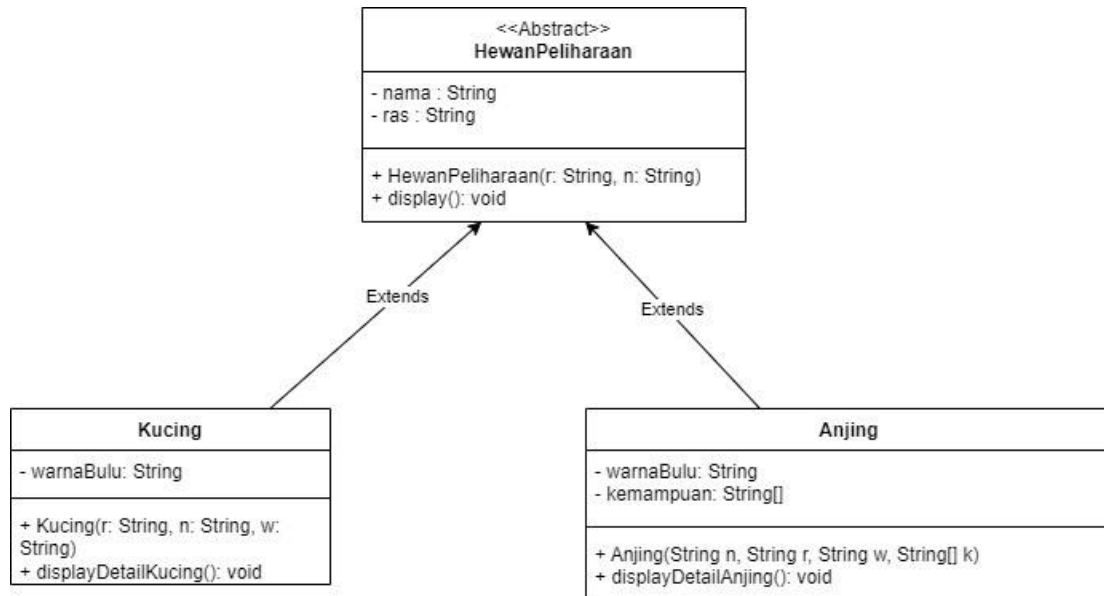 <<Abstract>>
HewanPeliharaan
- nama : String
- ras : String
+ HewanPeliharaan(r: String, n: String)
+ display(): void
Extends
Extends
Kucing
- warnaBulu: String
+ Kucing(r: String, n: String, w:
String)
+ displayDetailKucing(): void
Anjing
- warnaBulu: String
- kemampuan: String[]
+ Anjing(String n, String r, String w, String[] k)
+ displayDetailAnjing(): void